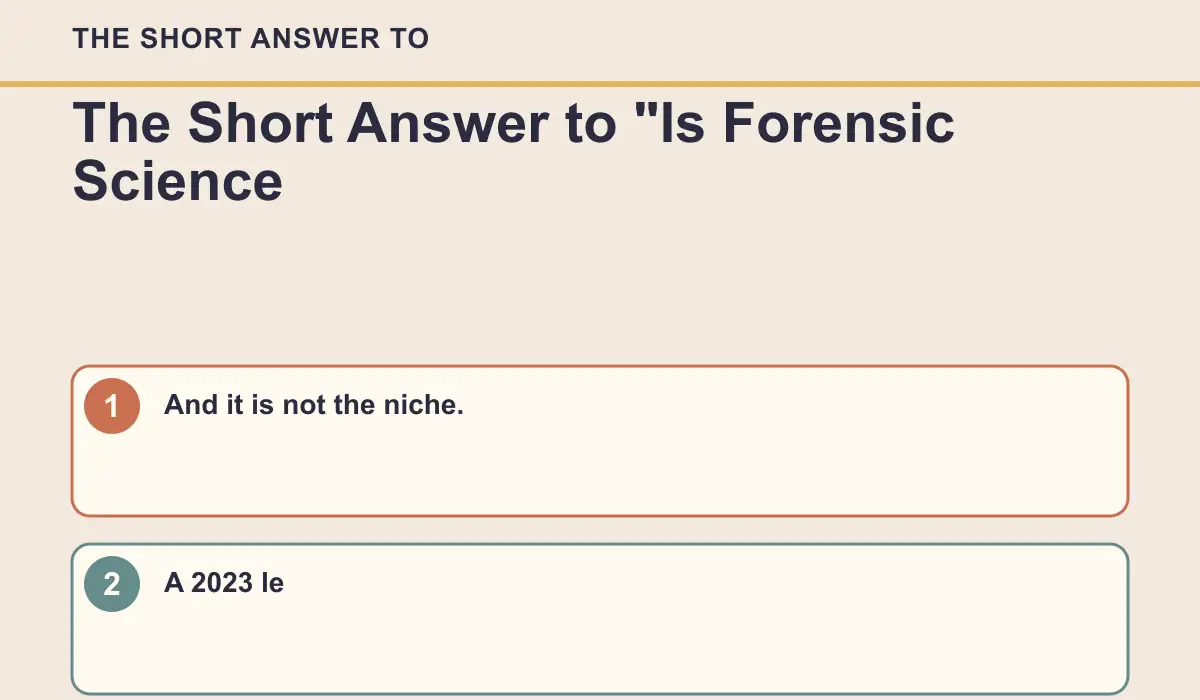 THE SHORT ANSWER TO
The Short Answer to "Is Forensic
Science
1
And it is not the niche.
2
A 2023 le